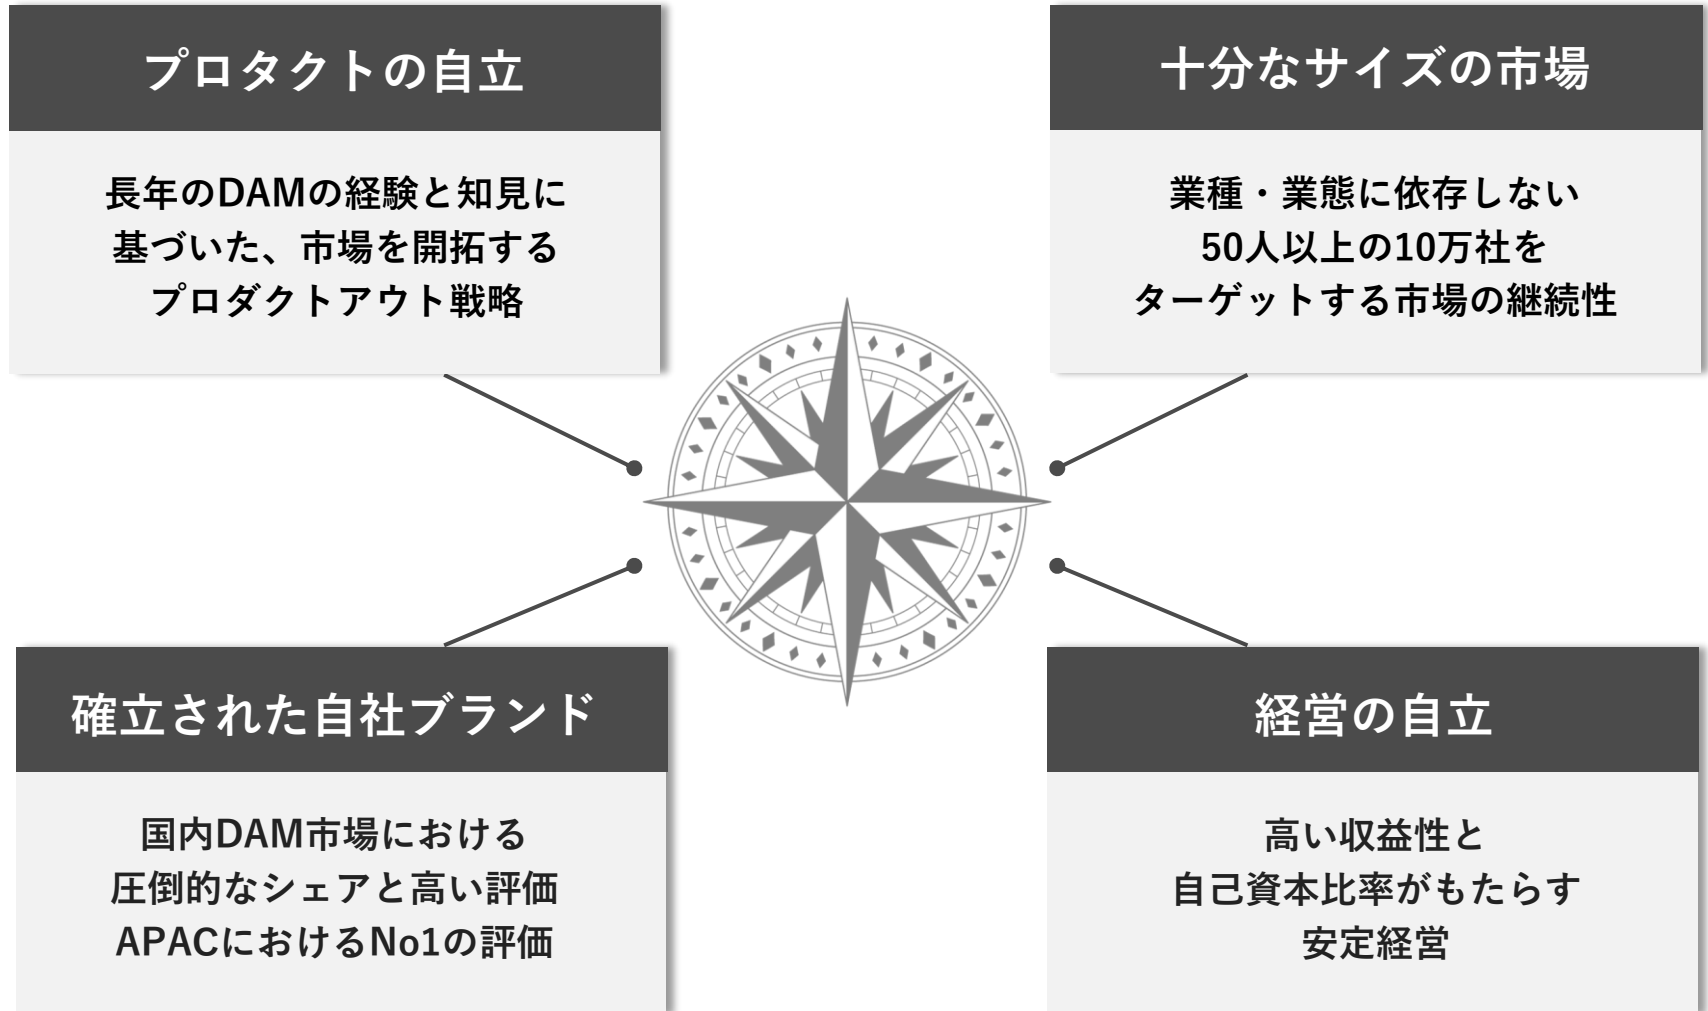 プロタクトの自立
長年のDAMの経験と知見に
基づいた、市場を開拓する
プロダクトアウト戦略
十分なサイズの市場
業種・業態に依存しない
50人以上の10万社を
ターゲットする市場の継続性
確立された自社ブランド
国内DAM市場における
圧倒的なシェアと高い評価
APACにおけるNo1の評価
経営の自立
高い収益性と
自己資本比率がもたらす
安定経営